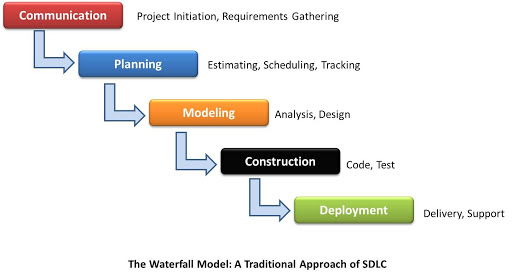 Communication Project Initiation, Requirements Gathering
Planning Estimating, Scheduling, Tracking
Modeling Analysis, Design
Construction Code, Test
Deployment Delivery, Support
The Waterfall Model: A Traditional Approach of SDLC